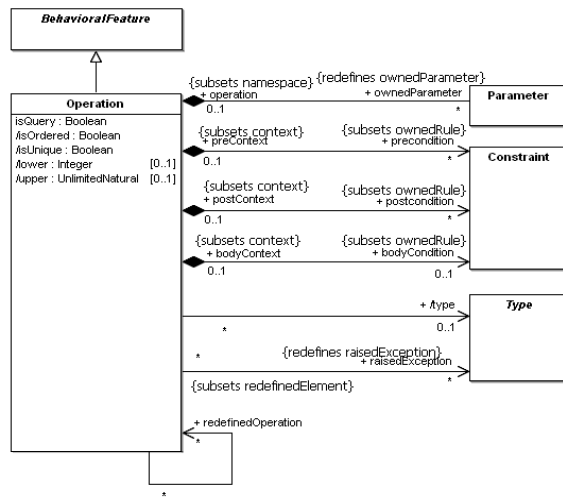 BehavioralFeature
Operation
isQuery : Boolean
/isOrdered : Boolean
/isUnique : Boolean
/lower : Integer [0..1]
/upper : UnlimitedNatural [0..1]
{subsets namespace} {redefines ownedParameter}
+ operation + ownedParameter
0..1 *
Parameter
{subsets context} {subsets ownedRule}
+ preContext + precondition
0..1 *
Constraint
{subsets context} {subsets ownedRule}
+ postContext + postcondition
0..1 *
{subsets context} {subsets ownedRule}
+ bodyContext + bodyCondition
0..1 0..1
Type
+ /type
* 0..1
* {redefines raisedException}
+ raisedException
{subsets redefinedElement} *
+ redefinedOperation
*
*